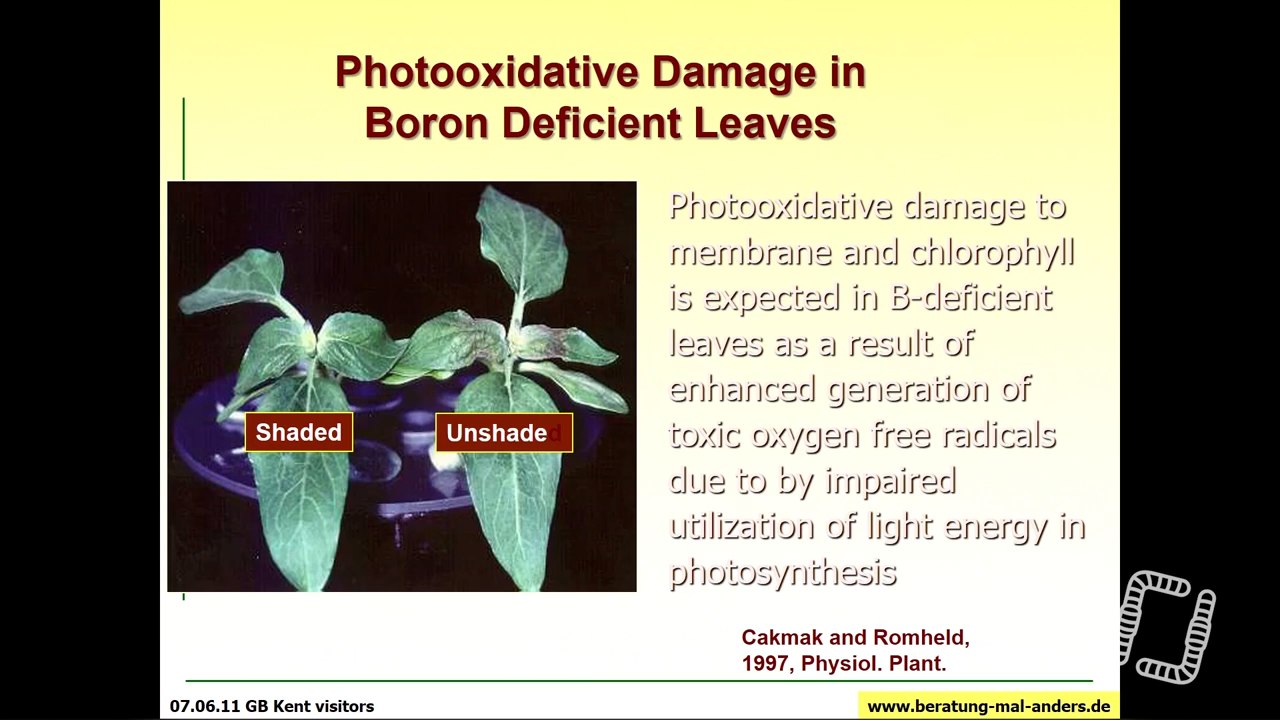 Photooxidative Damage in
Boron Deficient Leaves
Photooxidative damage to
membrane and chlorophyll
is expected in B-deficient
leaves as a result of
enhanced generation of
toxic oxygen free radicals
due to by impaired
utilization of light energy in
photosynthesis
Shaded
Unshaded
Cakmak and Romheld,
1997, Physiol. Plant.
07.06.11 GB Kent visitors
www.beratung-mal-anders.de